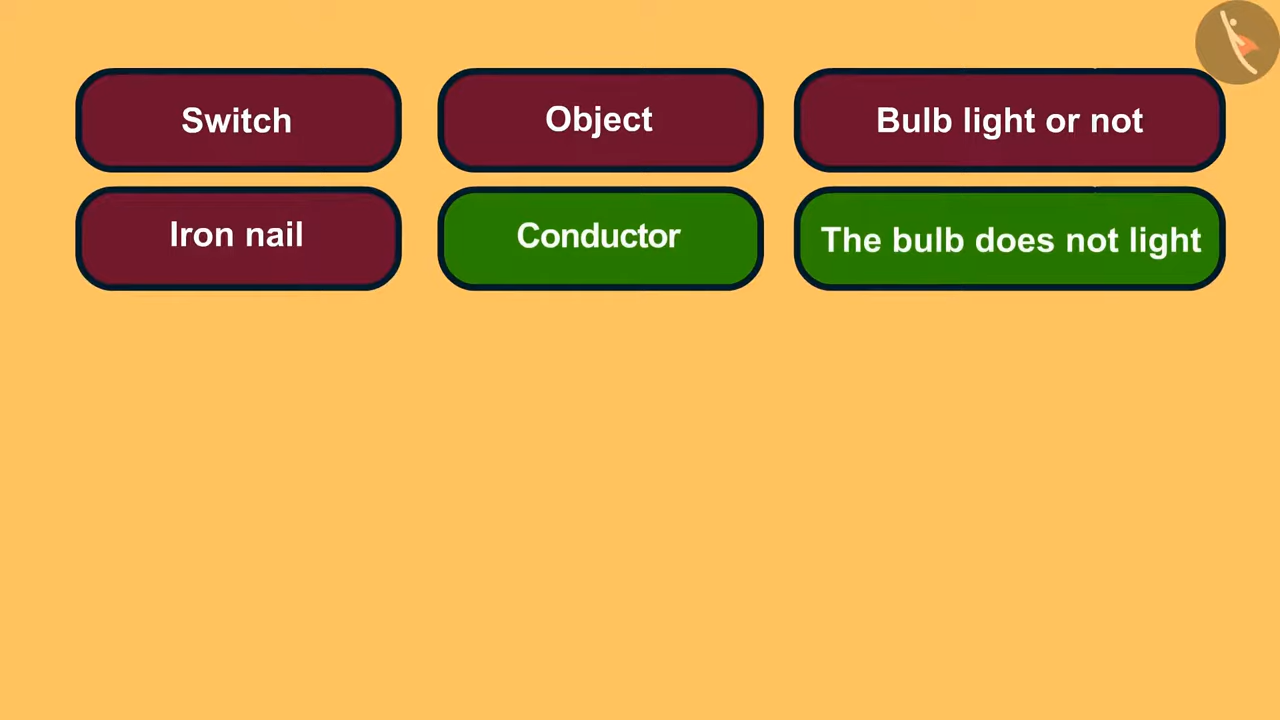 Switch
Object
Bulb light or not
Iron nail
Conductor
The bulb does not light